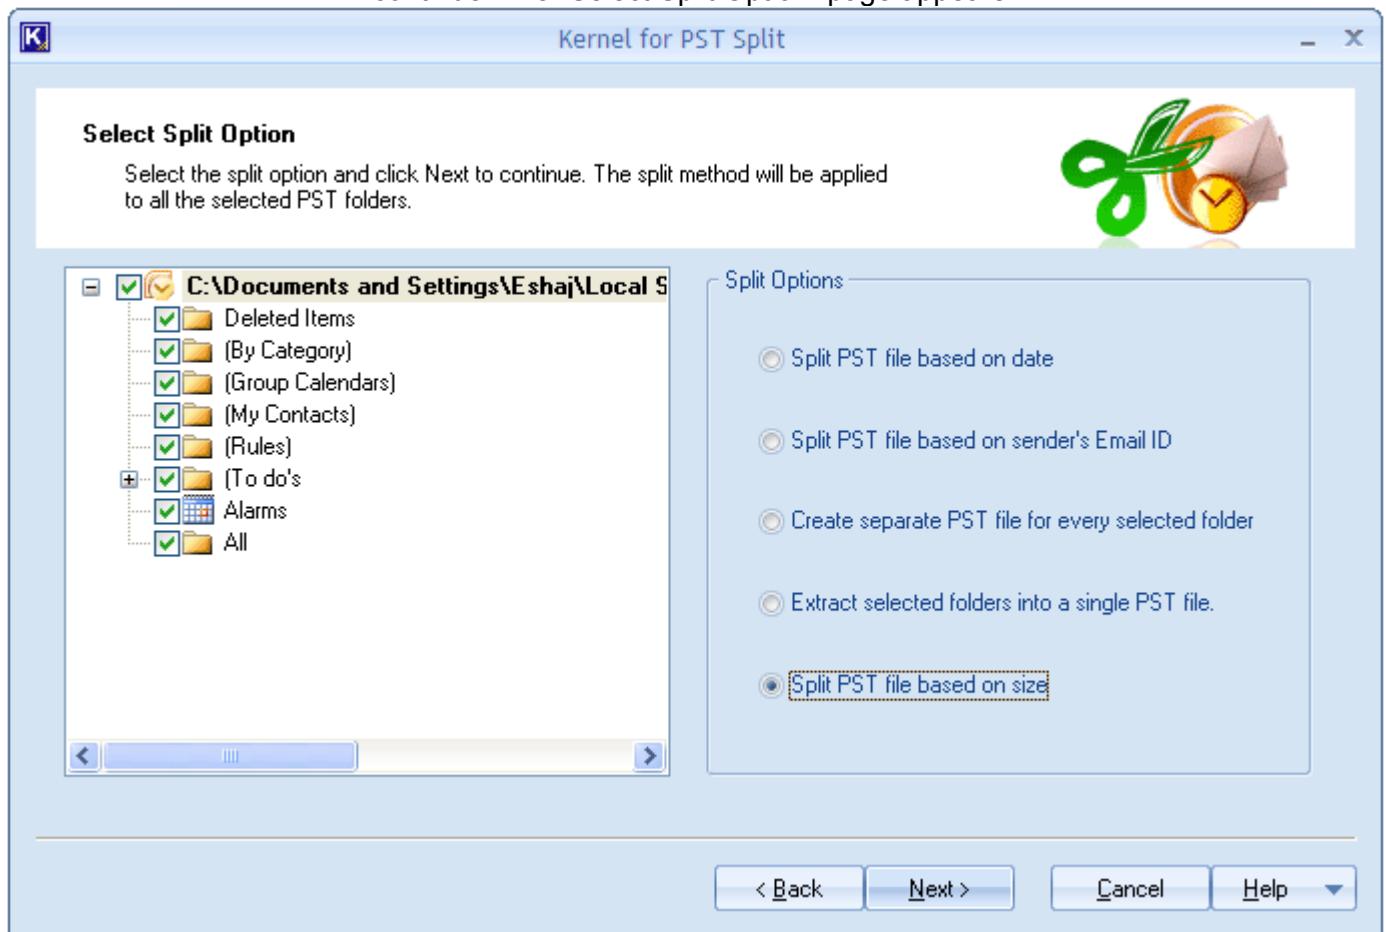 Kernel for PST Split
Select Split Option
Select the split option and click Next to continue. The split method will be applied
to all the selected PST folders.
C:\Documents and Settings\Eshaj\Local S
Deleted Items
(By Category)
(Group Calendars)
(My Contacts)
(Rules)
(To do's
Alarms
All
Split Options
Split PST file based on date
Split PST file based on sender's Email ID
Create separate PST file for every selected folder
Extract selected folders into a single PST file.
Split PST file based on size
< Back
Next >
Cancel
Help